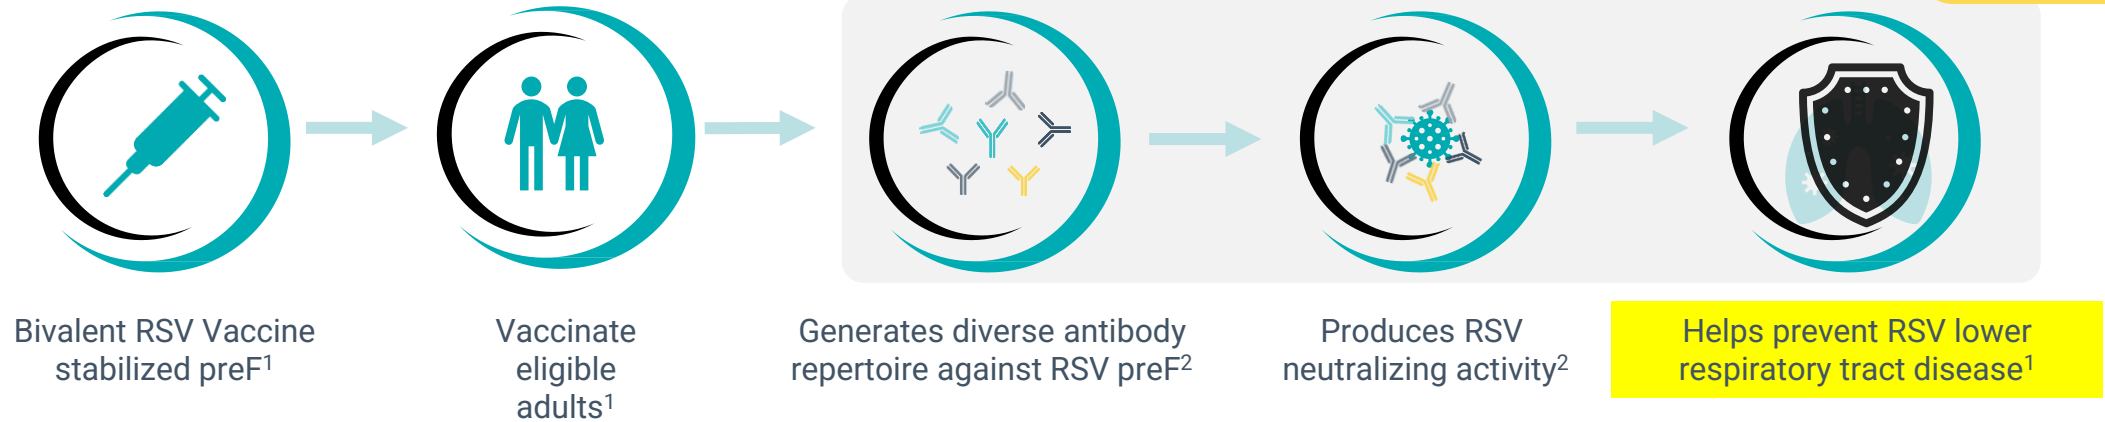 Bivalent RSV Vaccine
stabilized preF¹
Vaccinate
eligible
adults¹
Generates diverse antibody
repertoire against RSV preF²
Produces RSV
neutralizing activity²
Helps prevent RSV lower
respiratory tract disease¹